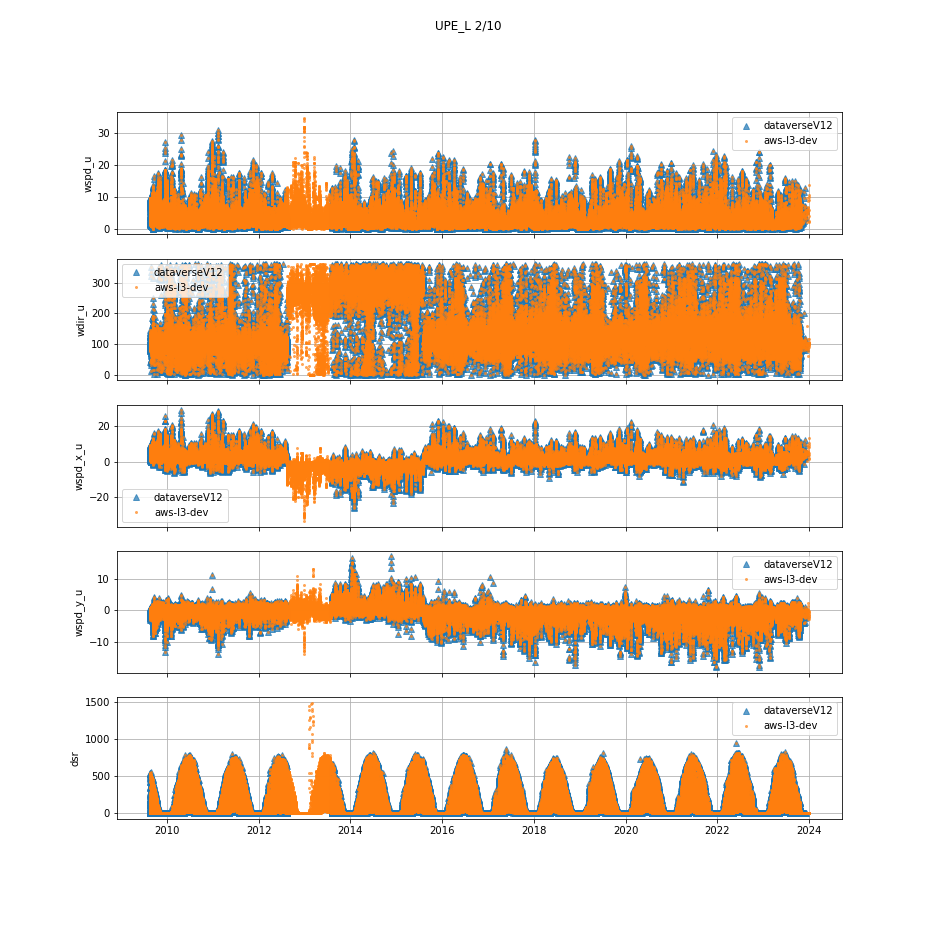 UPE_L 2/10
30
20
10
0
wspd_u
dataverseV12
aws-l3-dev
300
200
100
0
wdir_u
dataverseV12
aws-l3-dev
20
0
−20
wspd_x_u
dataverseV12
aws-l3-dev
10
0
−10
wspd_y_u
dataverseV12
aws-l3-dev
1500
1000
500
0
dsr
dataverseV12
aws-l3-dev
2010 2012 2014 2016 2018 2020 2022 2024